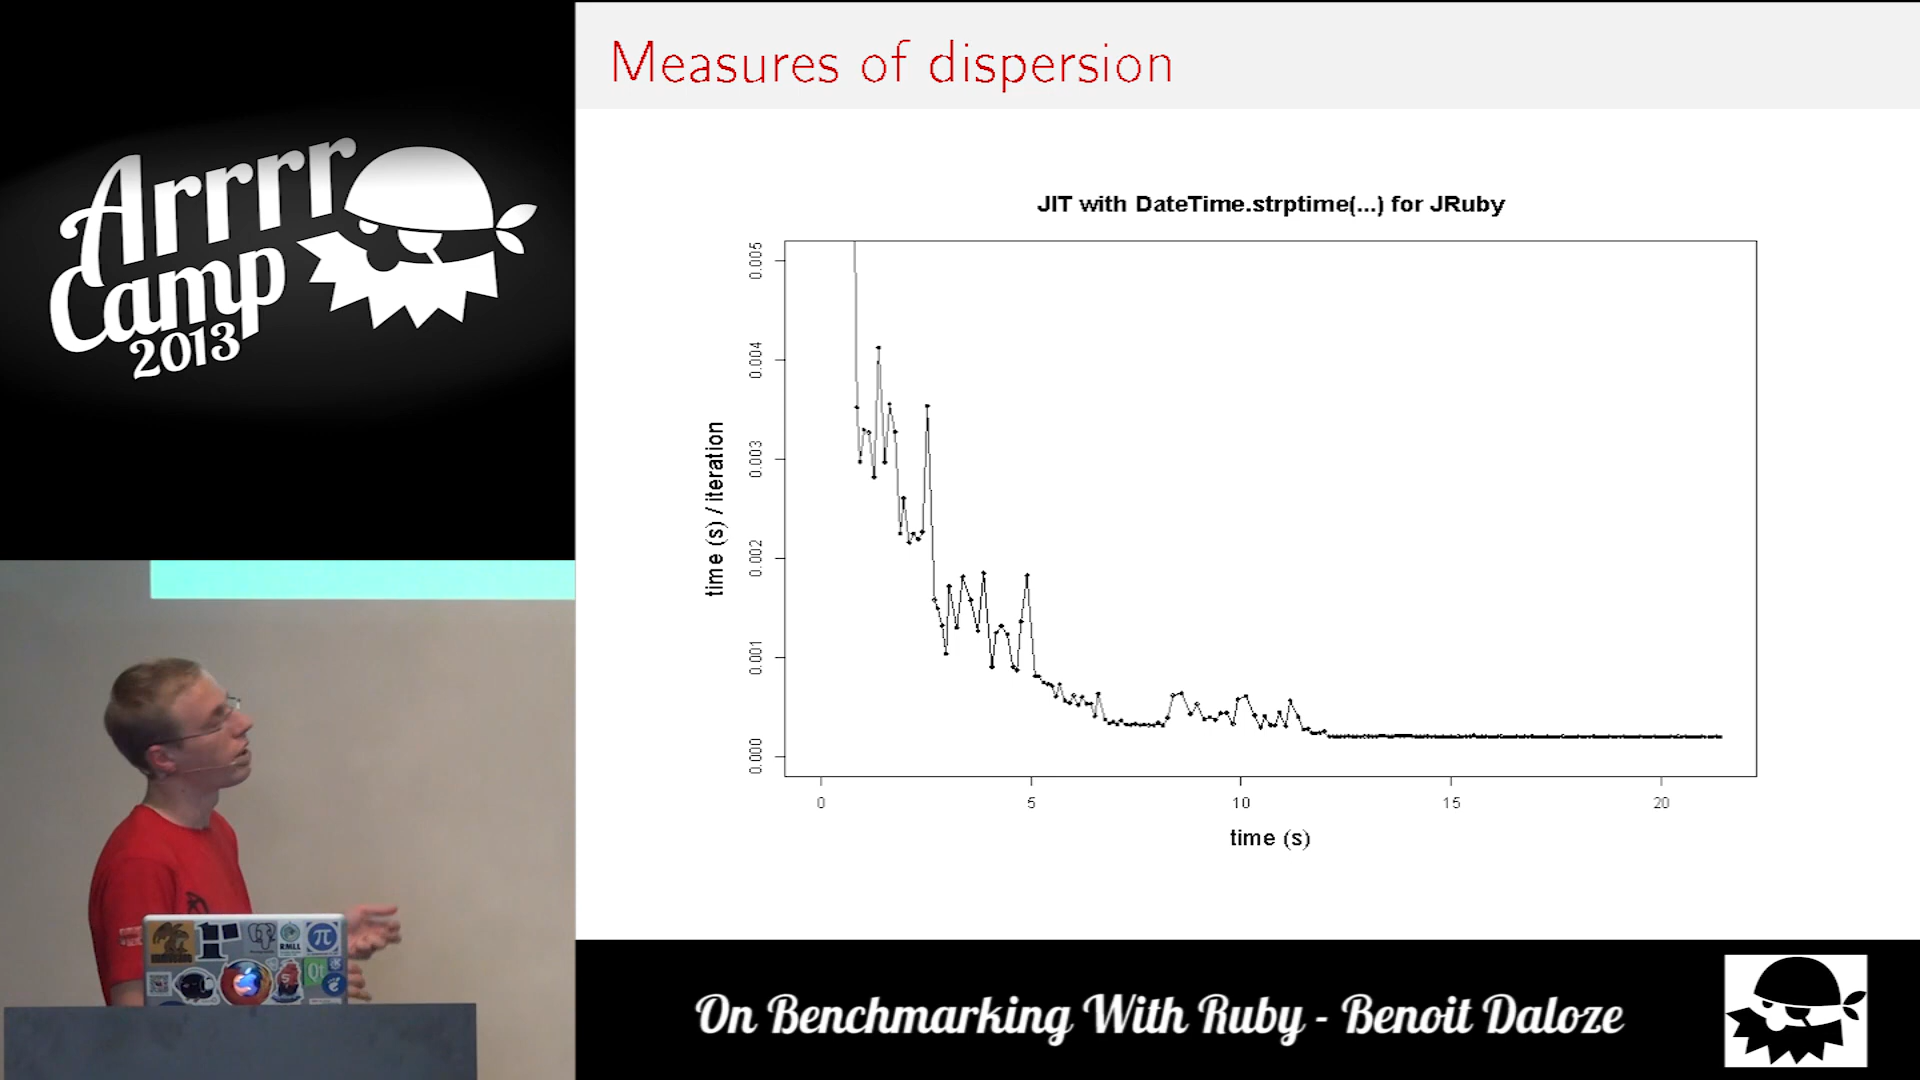 Arrrr
Camp
2013
Measures of dispersion
JIT with DateTime.strptime(...) for JRuby
time (s) / iteration
0.005
0.004
0.003
0.002
0.001
0.000
0
5
10
15
20
time (s)
RMLL
π
Qt
On Benchmarking With Ruby - Benoit Daloze